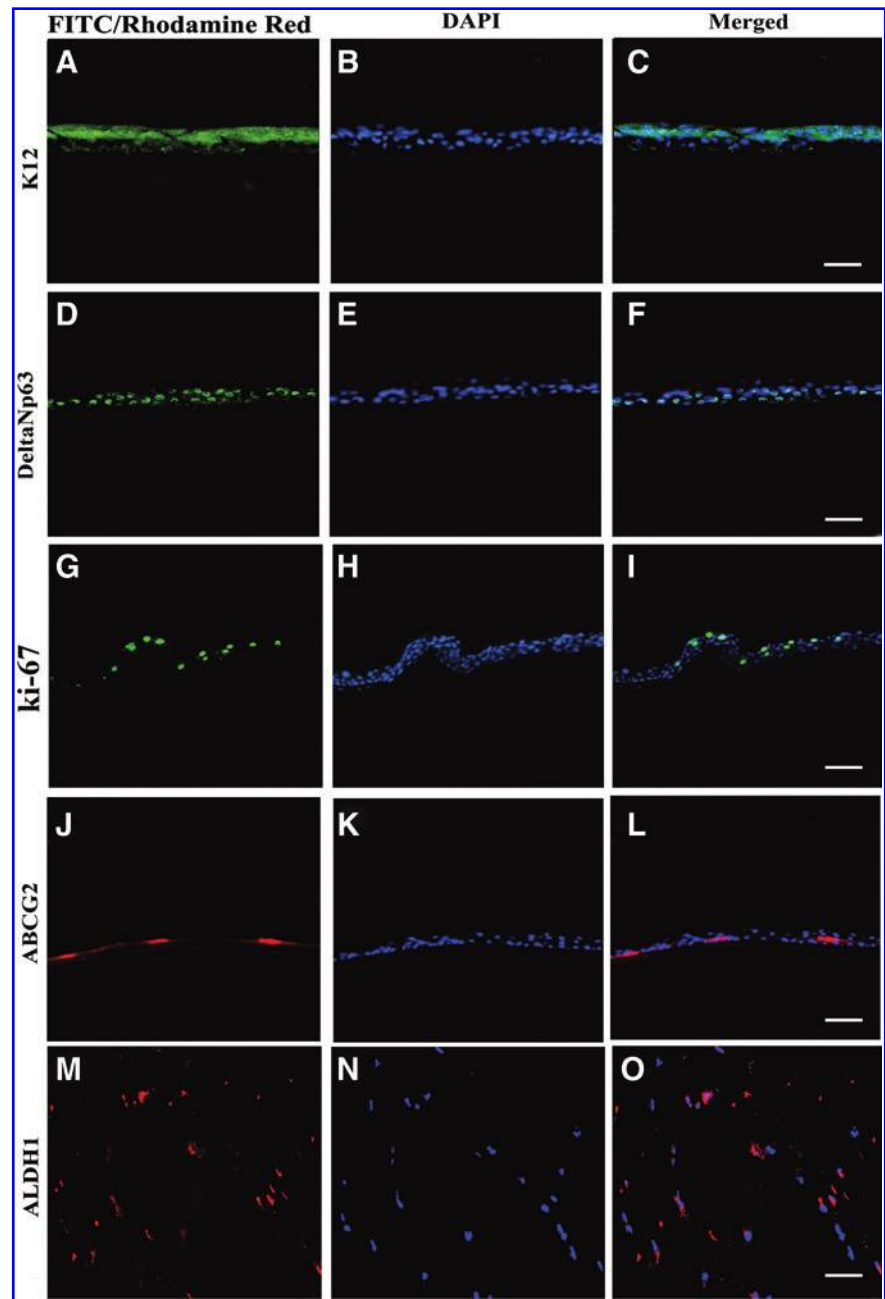 FITC/Rhodamine Red DAPI Merged
A B C
K12
D E F
DeltaNp63
G H I
ki-67
J K L
ABCG2
M N O
ALDH1